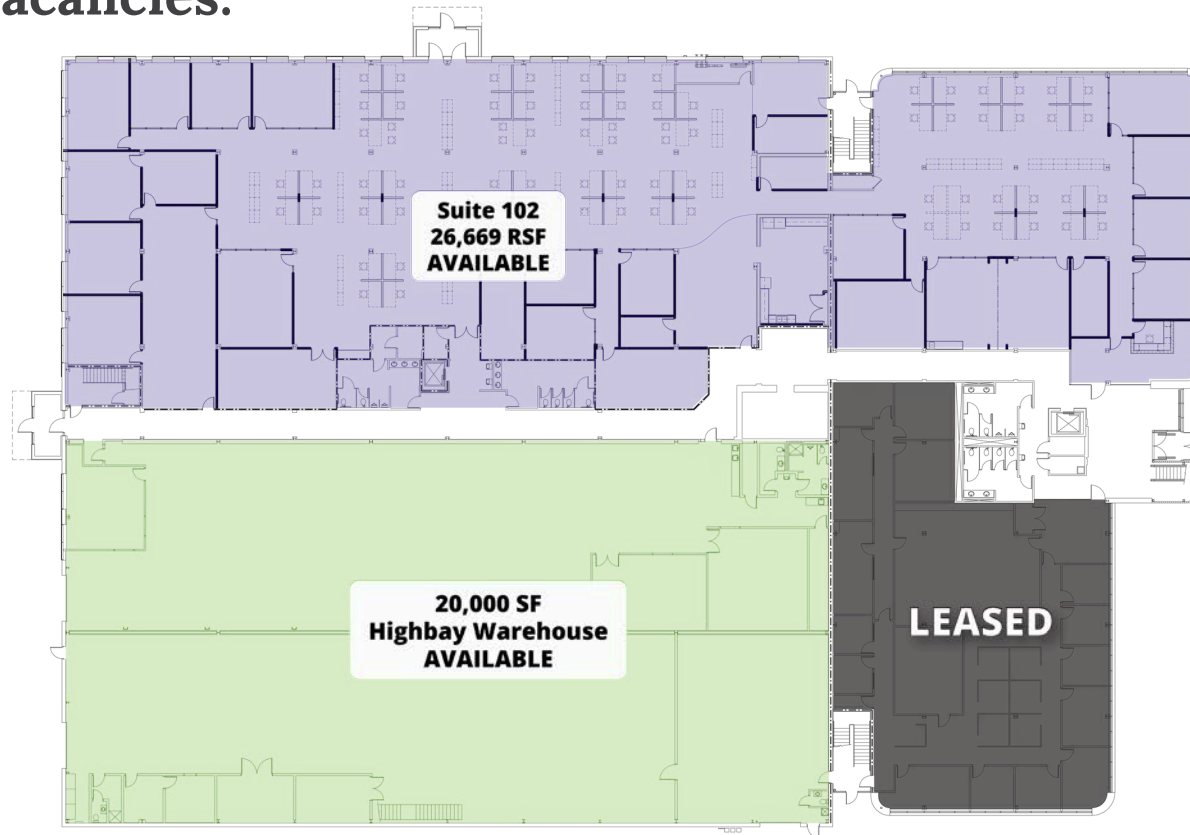 acancies.
Suite 102
26,669 RSF
AVAILABLE
20,000 SF
Highbay Warehouse
AVAILABLE
LEASED